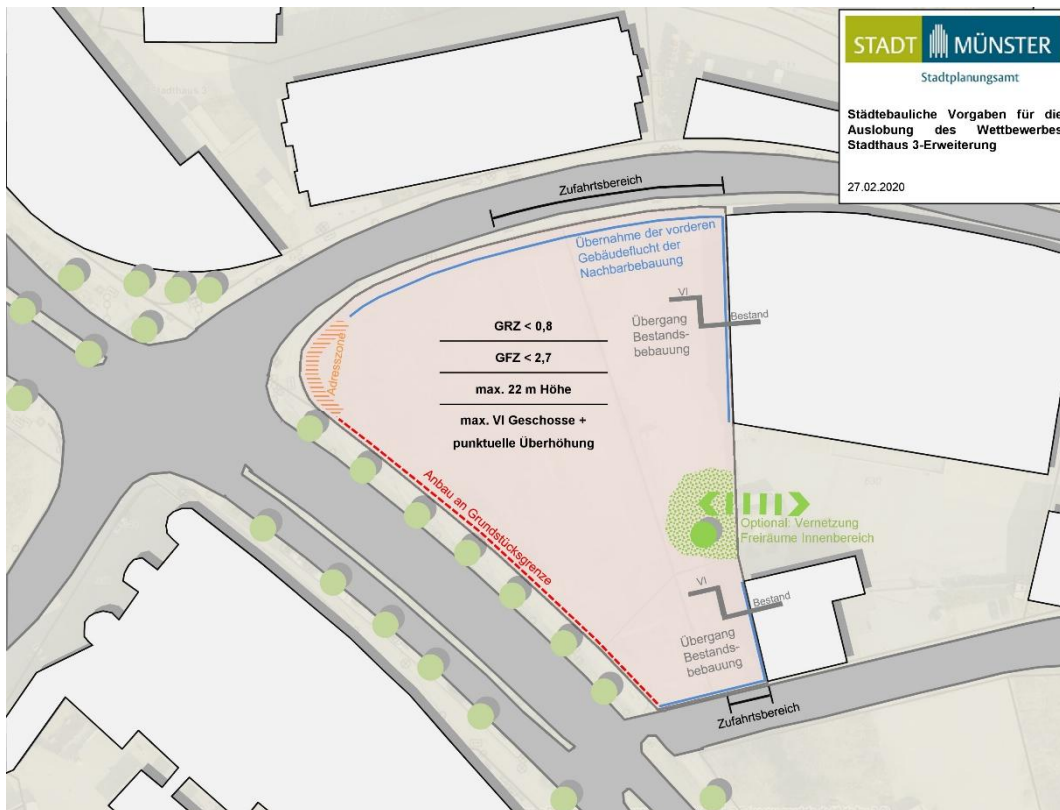 Stadthaus 3
STADT MÜNSTER
Stadtplanungsamt
Städtebauliche Vorgaben für die
Auslobung des Wettbewerbes
Stadthaus 3-Erweiterung
27.02.2020
Zufahrtsbereich
Übernahme der vorderen
Gebäudeflucht der
Nachbarbebauung
VI
Bestand
Übergang
Bestands-
bebauung
Adresszone
GRZ < 0,8
GFZ < 2,7
max. 22 m Höhe
max. VI Geschosse +
punktuelle Überhöhung
Anbau an Grundstücksgrenze
Optional: Vernetzung
Freiräume Innenbereich
VI
Bestand
Übergang
Bestands-
bebauung
Zufahrtsbereich